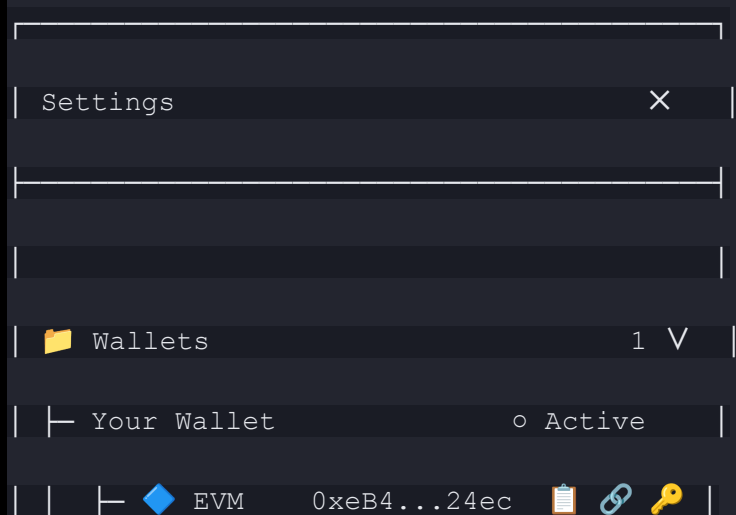 Settings ✕
📁 Wallets 1 ∨
├─ Your Wallet ○ Active
│ ├─ 🔷 EVM 0xeB4...24ec 📋 🔗 🔑